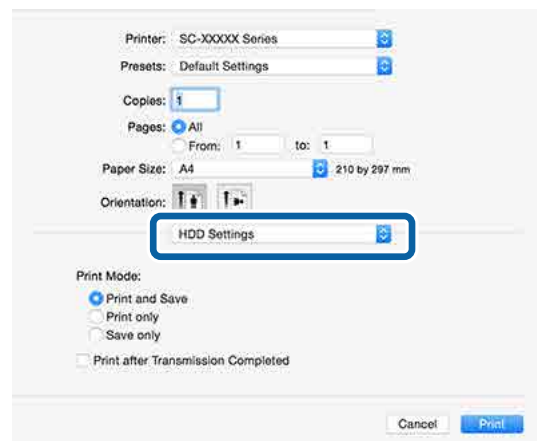 Printer: SC-XXXXX Series
Presets: Default Settings
Copies: 1
Pages: All
From: 1 to: 1
Paper Size: A4 210 by 297 mm
Orientation:
HDD Settings
Print Mode:
Print and Save
Print only
Save only
Print after Transmission Completed
Cancel Print